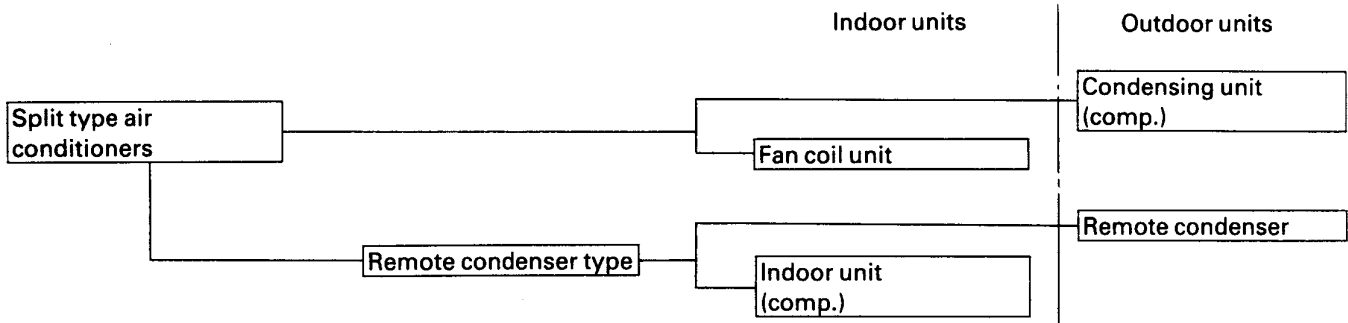 Indoor units
Outdoor units
Condensing unit
(comp.)
Split type air
conditioners
Fan coil unit
Remote condenser
Remote condenser type
Indoor unit
(comp.)